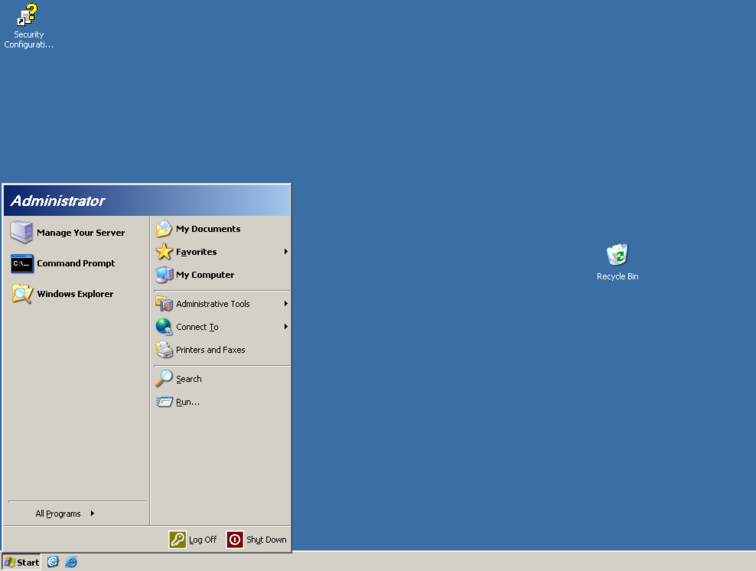 Security
Configurati...
Administrator
Manage Your Server
Command Prompt
Windows Explorer
My Documents
Favorites
My Computer
Administrative Tools
Connect To
Printers and Faxes
Search
Run...
Recycle Bin
All Programs
Log Off
Shut Down
Start